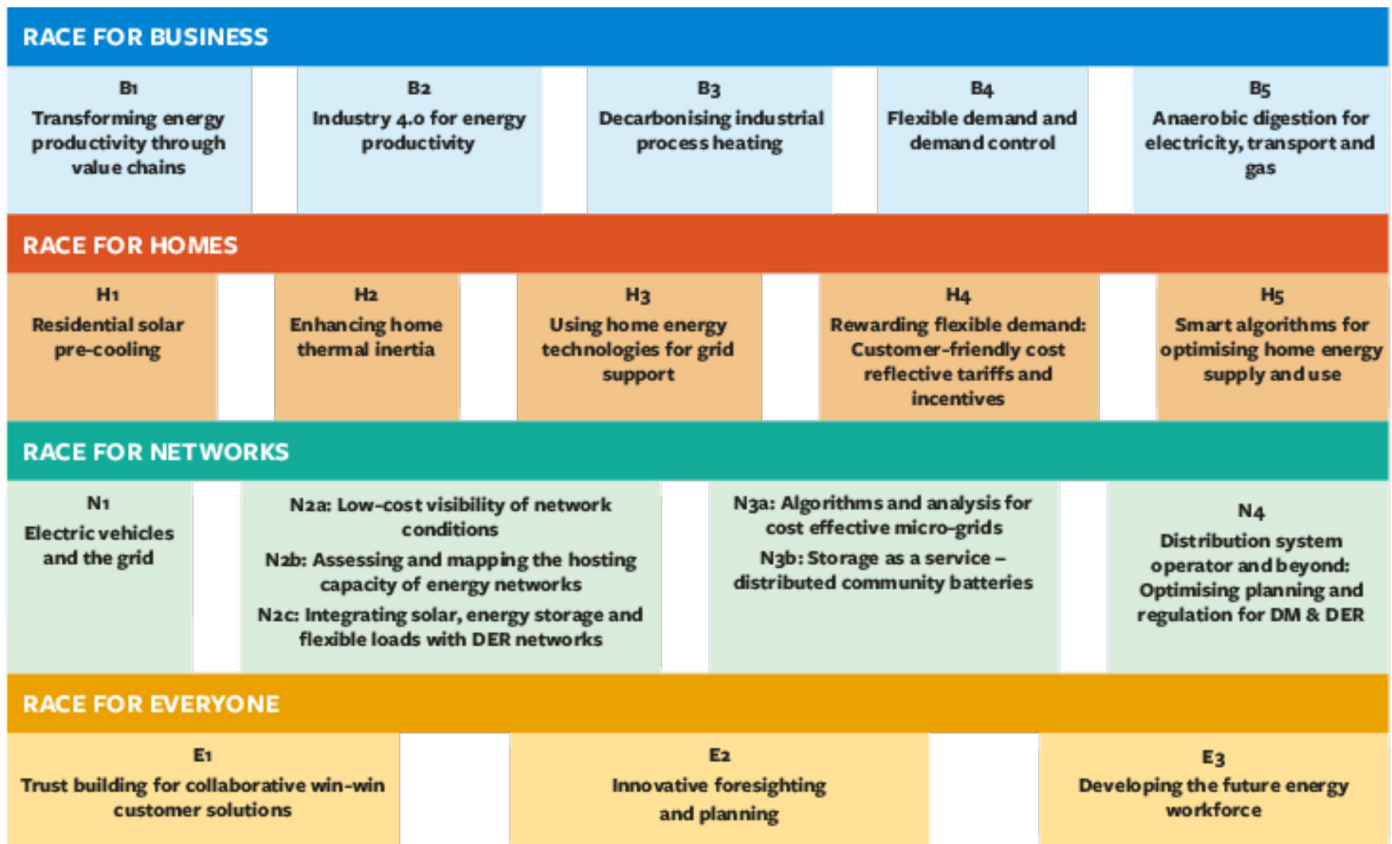 RACE FOR BUSINESS
B1
Transforming energy
productivity through
value chains
B2
Industry 4.0 for energy
productivity
B3
Decarbonising industrial
process heating
B4
Flexible demand and
demand control
B5
Anaerobic digestion for
electricity, transport and
gas
RACE FOR HOMES
H1
Residential solar
pre-cooling
H2
Enhancing home
thermal inertia
H3
Using home energy
technologies for grid
support
H4
Rewarding flexible demand:
Customer-friendly cost
reflective tariffs and
incentives
H5
Smart algorithms for
optimising home energy
supply and use
RACE FOR NETWORKS
N1
Electric vehicles
and the grid
N2a: Low-cost visibility of network
conditions
N2b: Assessing and mapping the hosting
capacity of energy networks
N2c: Integrating solar, energy storage and
flexible loads with DER networks
N3a: Algorithms and analysis for
cost effective micro-grids
N3b: Storage as a service –
distributed community batteries
N4
Distribution system
operator and beyond:
Optimising planning and
regulation for DM & DER
RACE FOR EVERYONE
E1
Trust building for collaborative win-win
customer solutions
E2
Innovative foresighting
and planning
E3
Developing the future energy
workforce